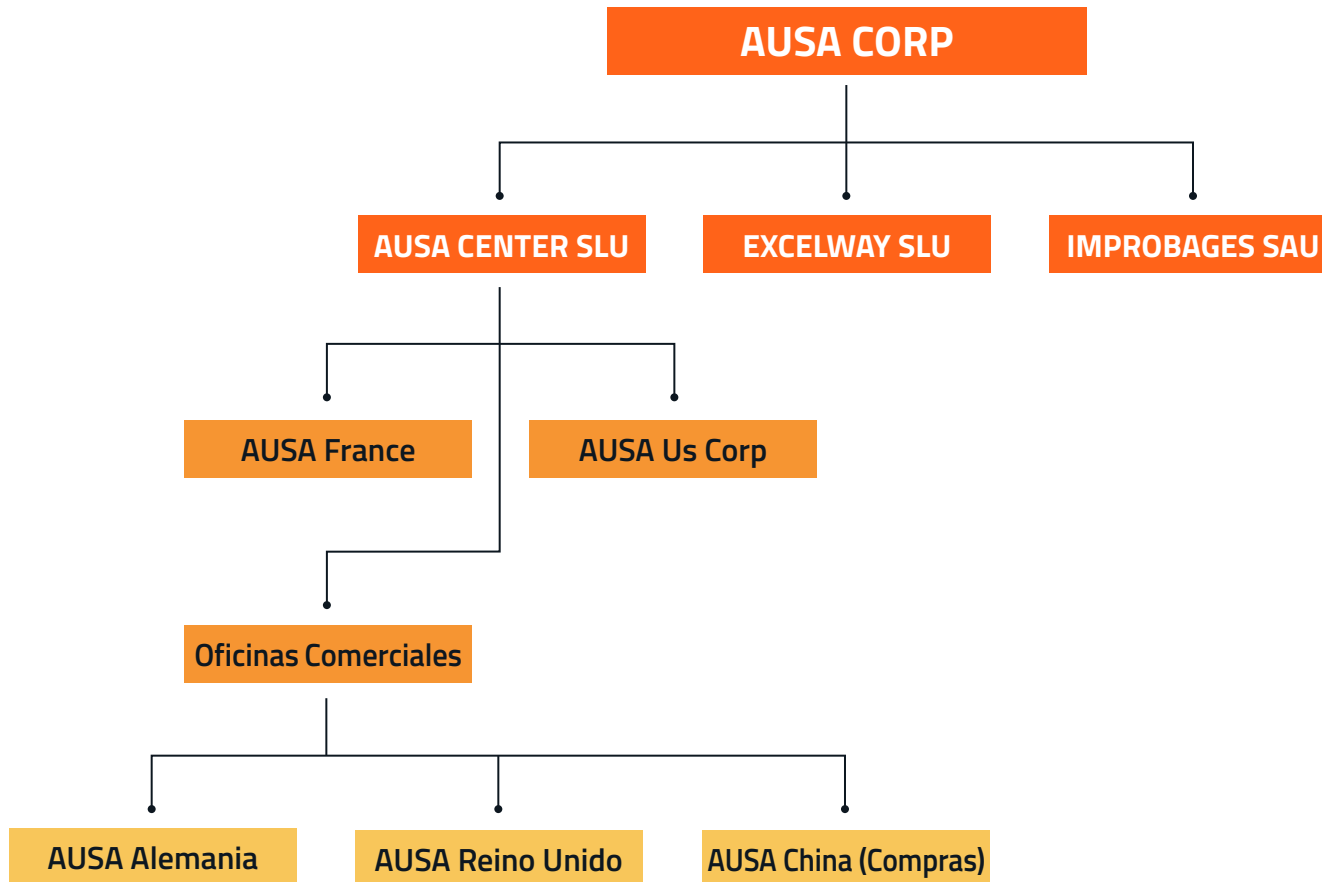 AUSA CORP
AUSA CENTER SLU
EXCELWAY SLU
IMPROBAGES SAU
AUSA France
AUSA Us Corp
Oficinas Comerciales
AUSA Alemania
AUSA Reino Unido
AUSA China (Compras)